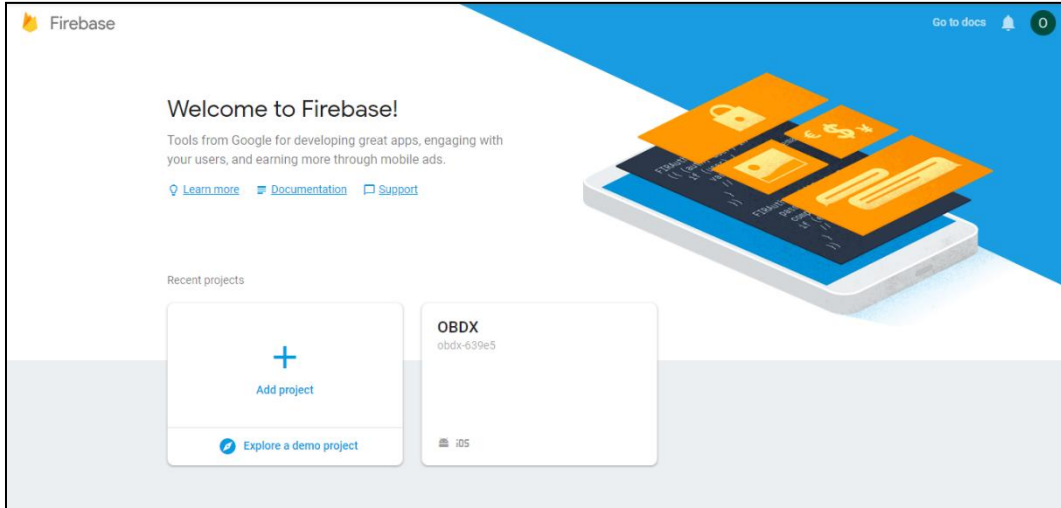 Firebase
Go to docs
O
Welcome to Firebase!
Tools from Google for developing great apps, engaging with
your users, and earning more through mobile ads.
Learn more Documentation Support
Recent projects
Add project
Explore a demo project
OBDX
obdx-639e5
iOS